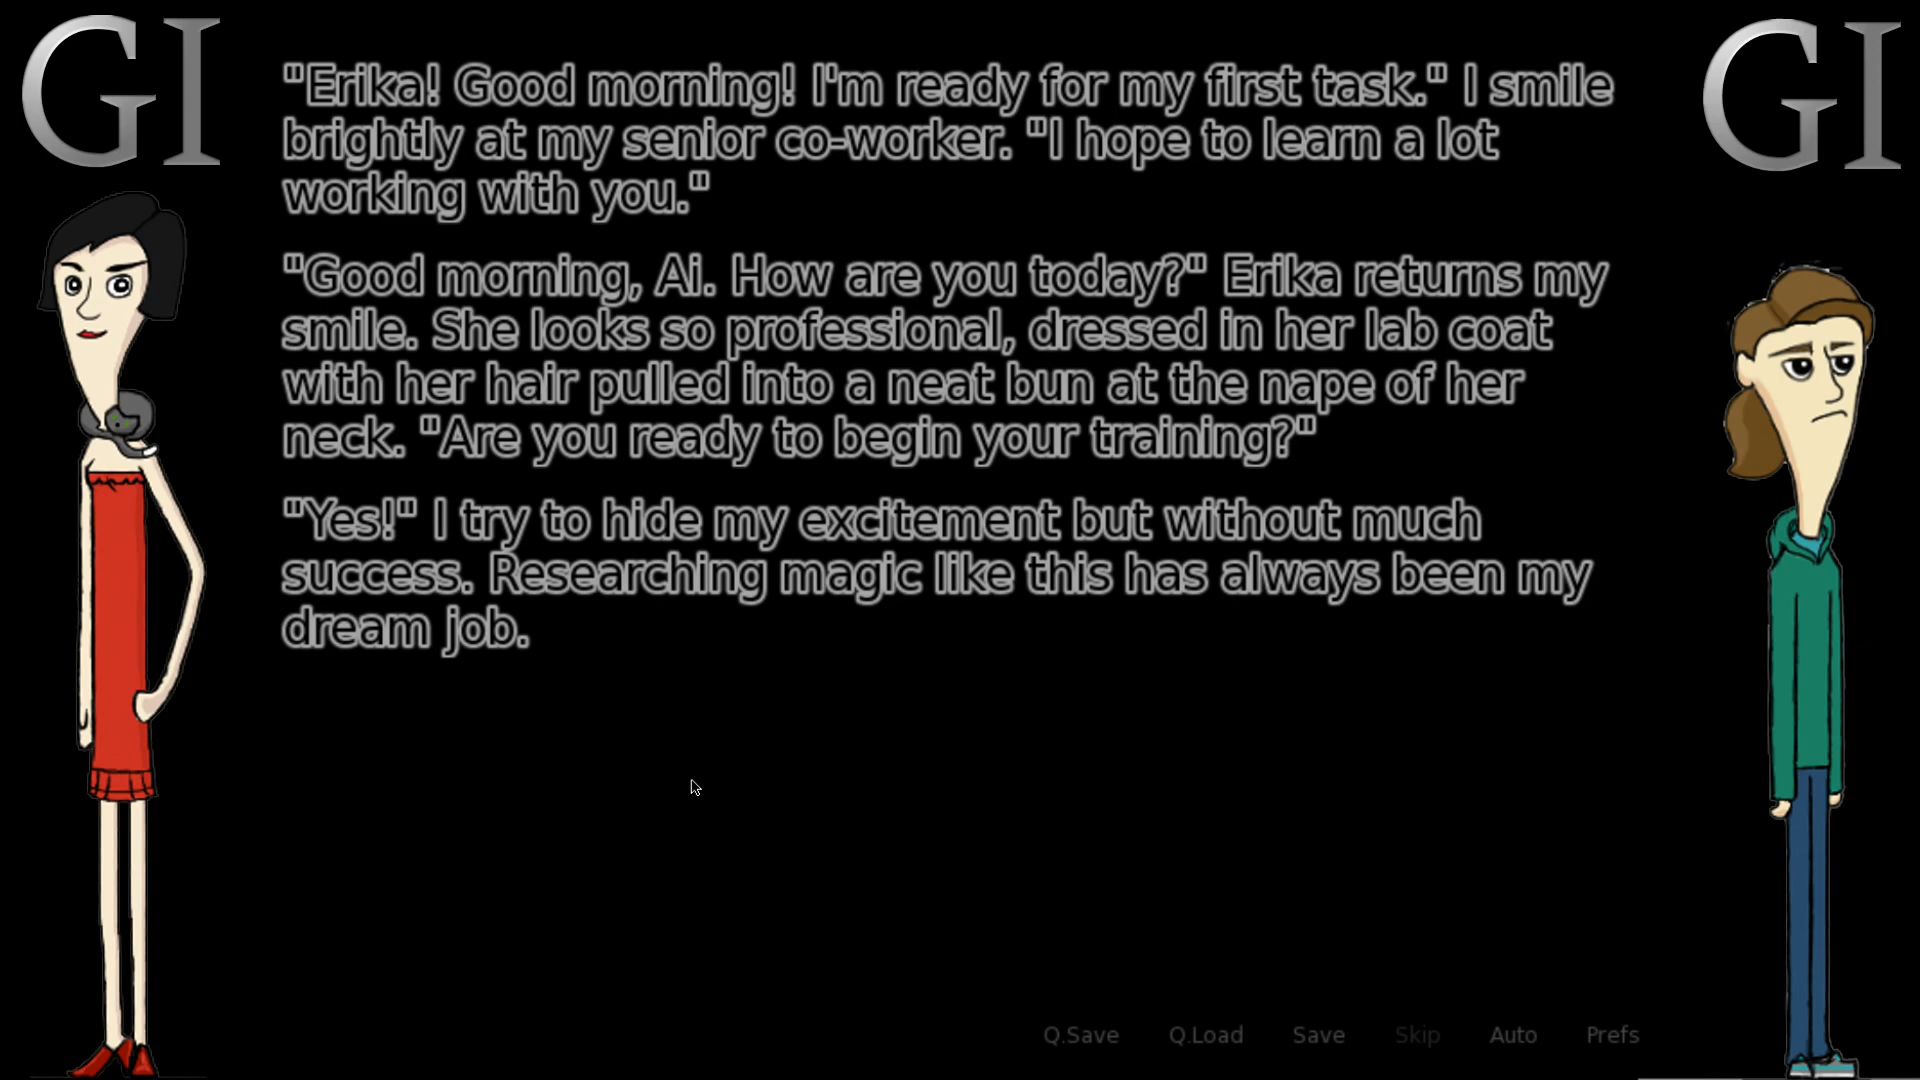 GI
GI
"Erika! Good morning! I'm ready for my first task." I smile
brightly at my senior co-worker. "I hope to learn a lot
working with you."
"Good morning, Ai. How are you today?" Erika returns my
smile. She looks so professional, dressed in her lab coat
with her hair pulled into a neat bun at the nape of her
neck. "Are you ready to begin your training?"
"Yes!" I try to hide my excitement but without much
success. Researching magic like this has always been my
dream job.
Q.Save Q.Load Save Skip Auto Prefs